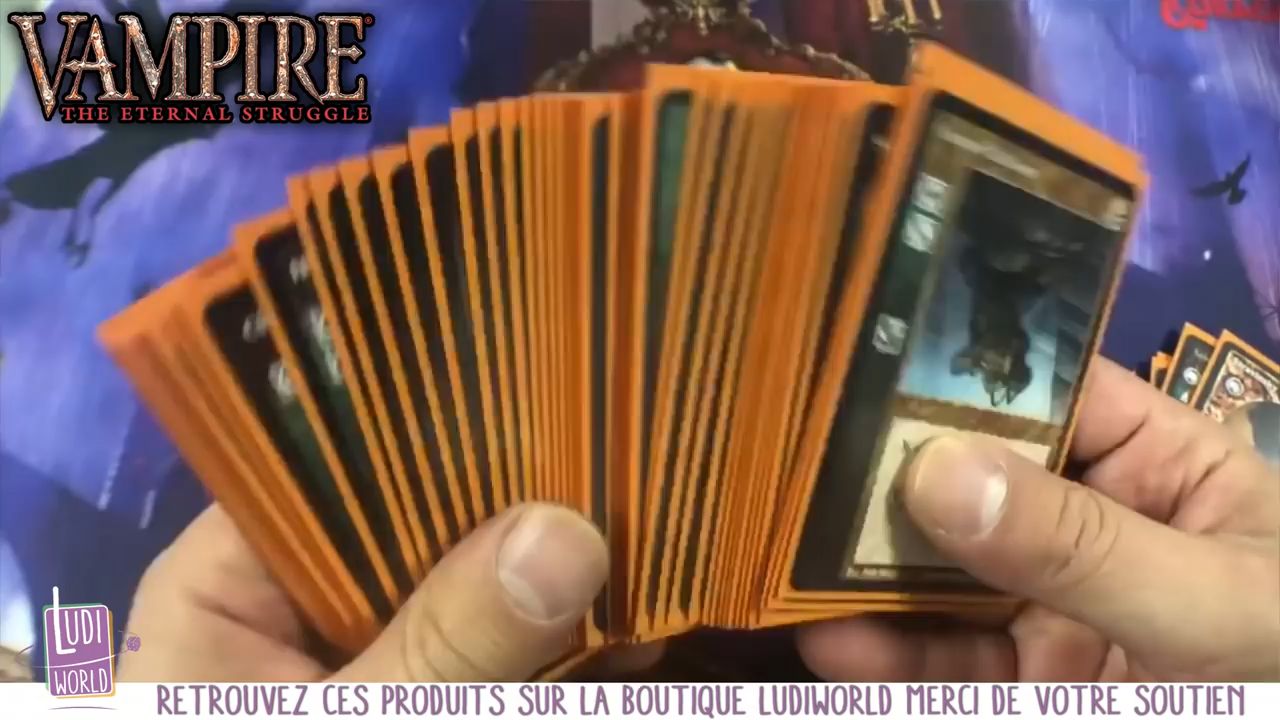 VAMPIRE
THE ETERNAL STRUGGLE
LUDI
WORLD
RETROUVEZ CES PRODUITS SUR LA BOUTIQUE LUDIWORLD MERCI DE VOTRE SOUTIEN